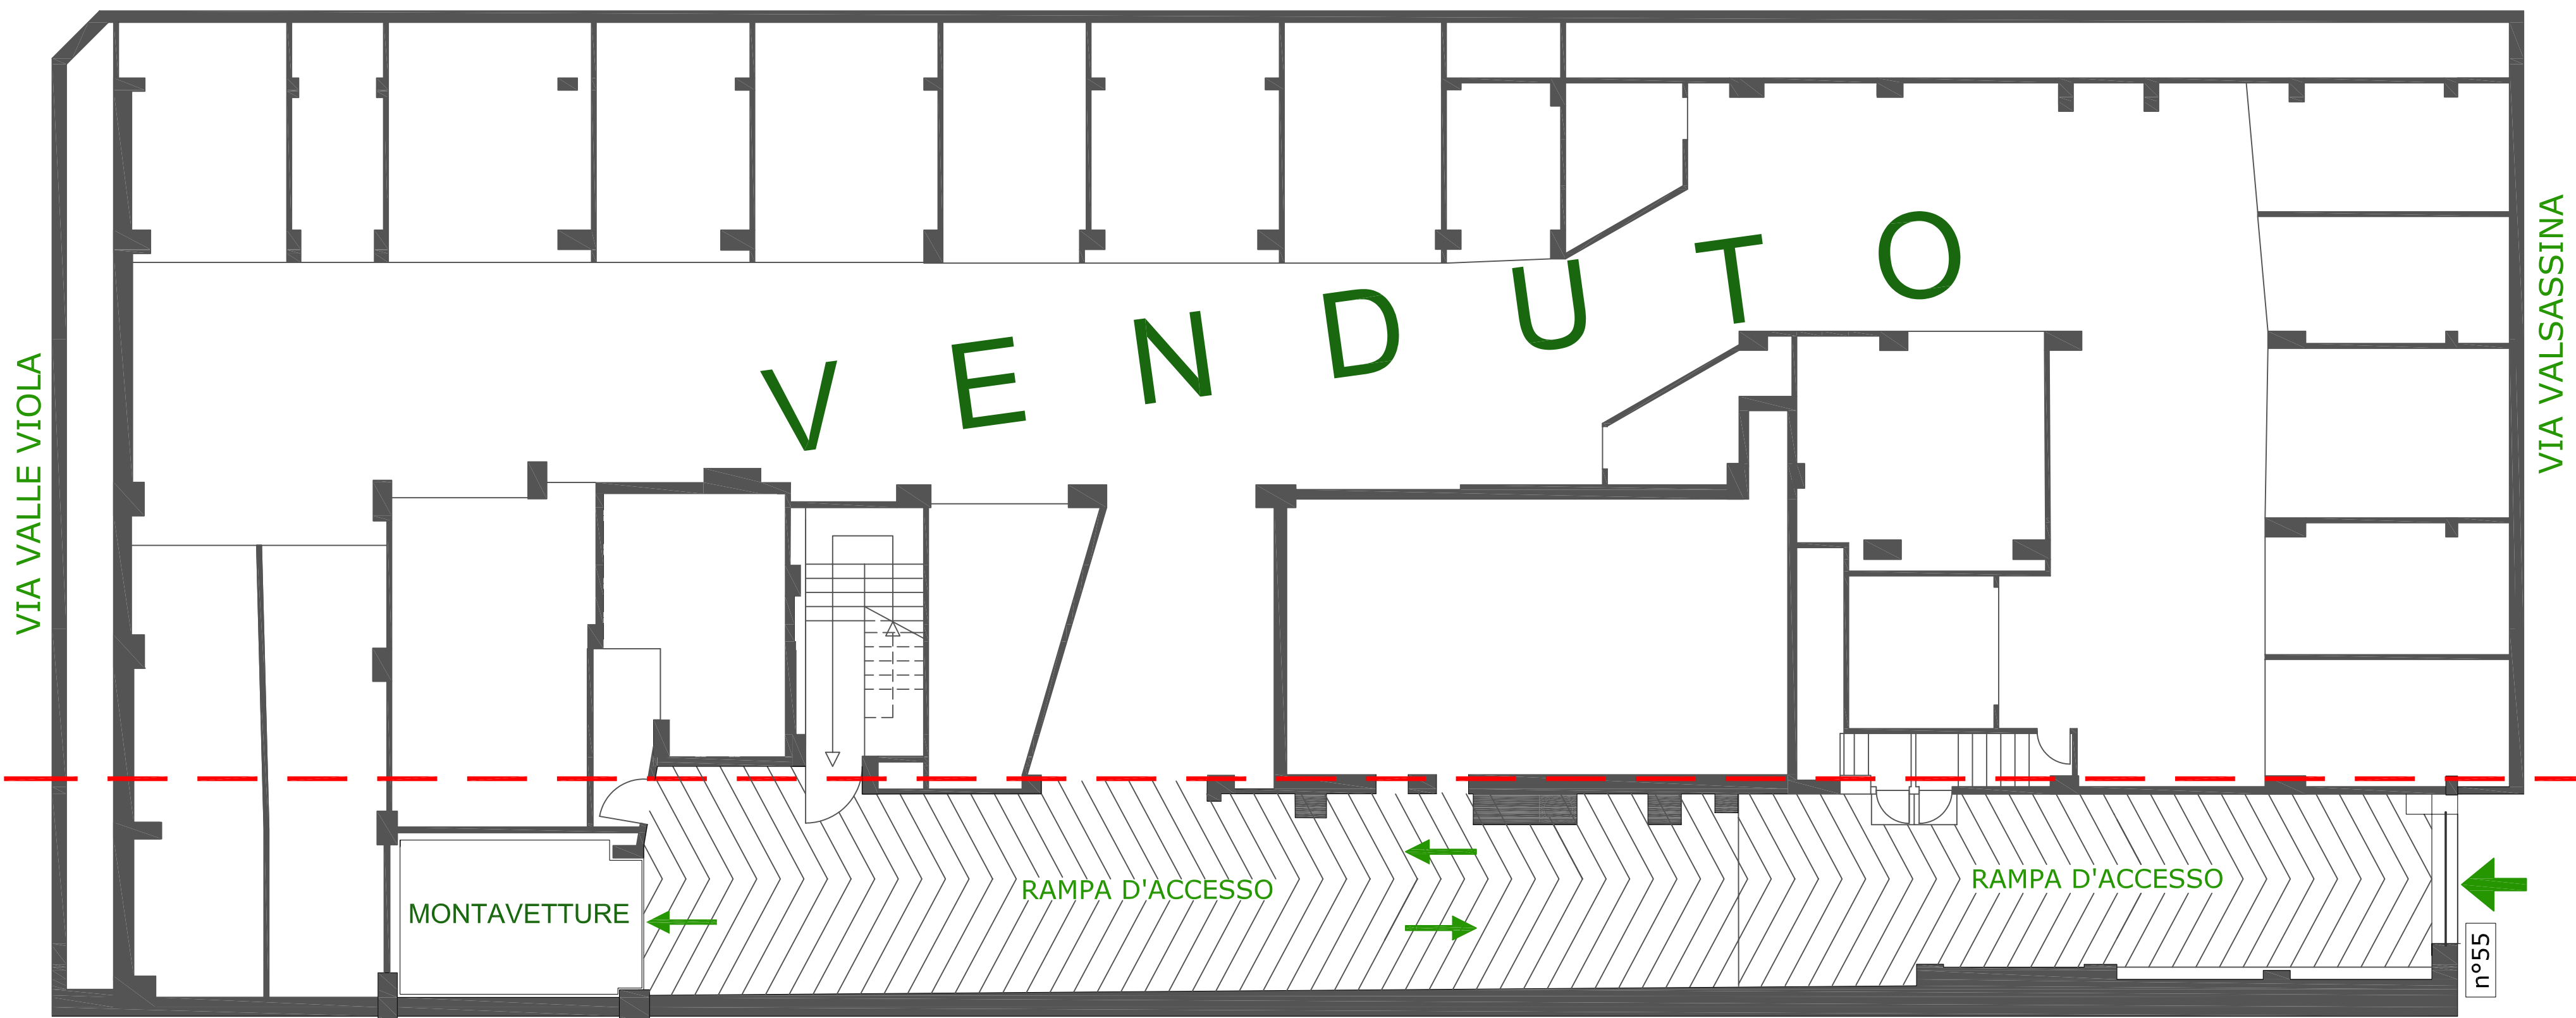 VENDUTO
VIA VALLE VIOLA
VIA VALSASSINA
RAMPA D'ACCESSO
RAMPA D'ACCESSO
MONTAVETTURE
n°55